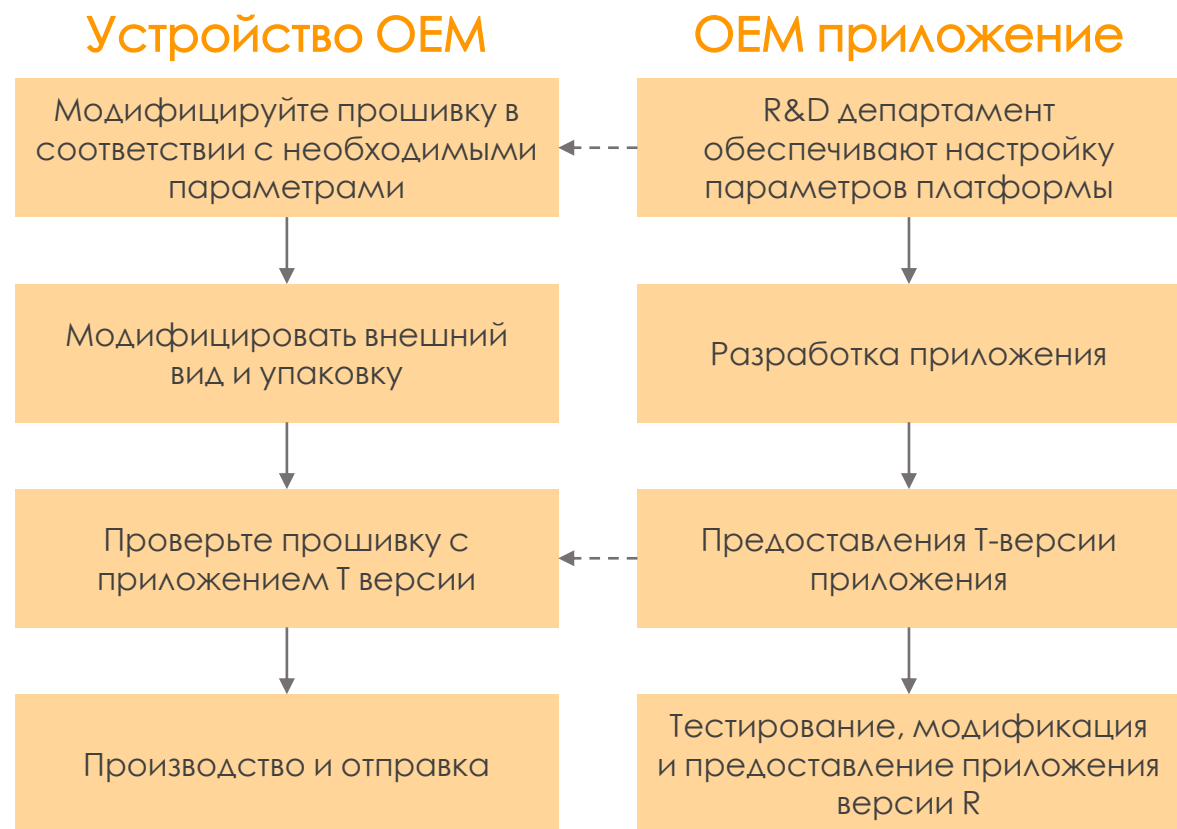 Устройство OEM
Модифицируйте прошивку в
соответствии с необходимыми
параметрами
Модифицировать внешний
вид и упаковку
Проверьте прошивку с
приложением Т версии
Производство и отправка
OEM приложение
R&D департамент
обеспечивают настройку
параметров платформы
Разработка приложения
Предоставления Т-версии
приложения
Тестирование, модификация
и предоставление приложения
версии R